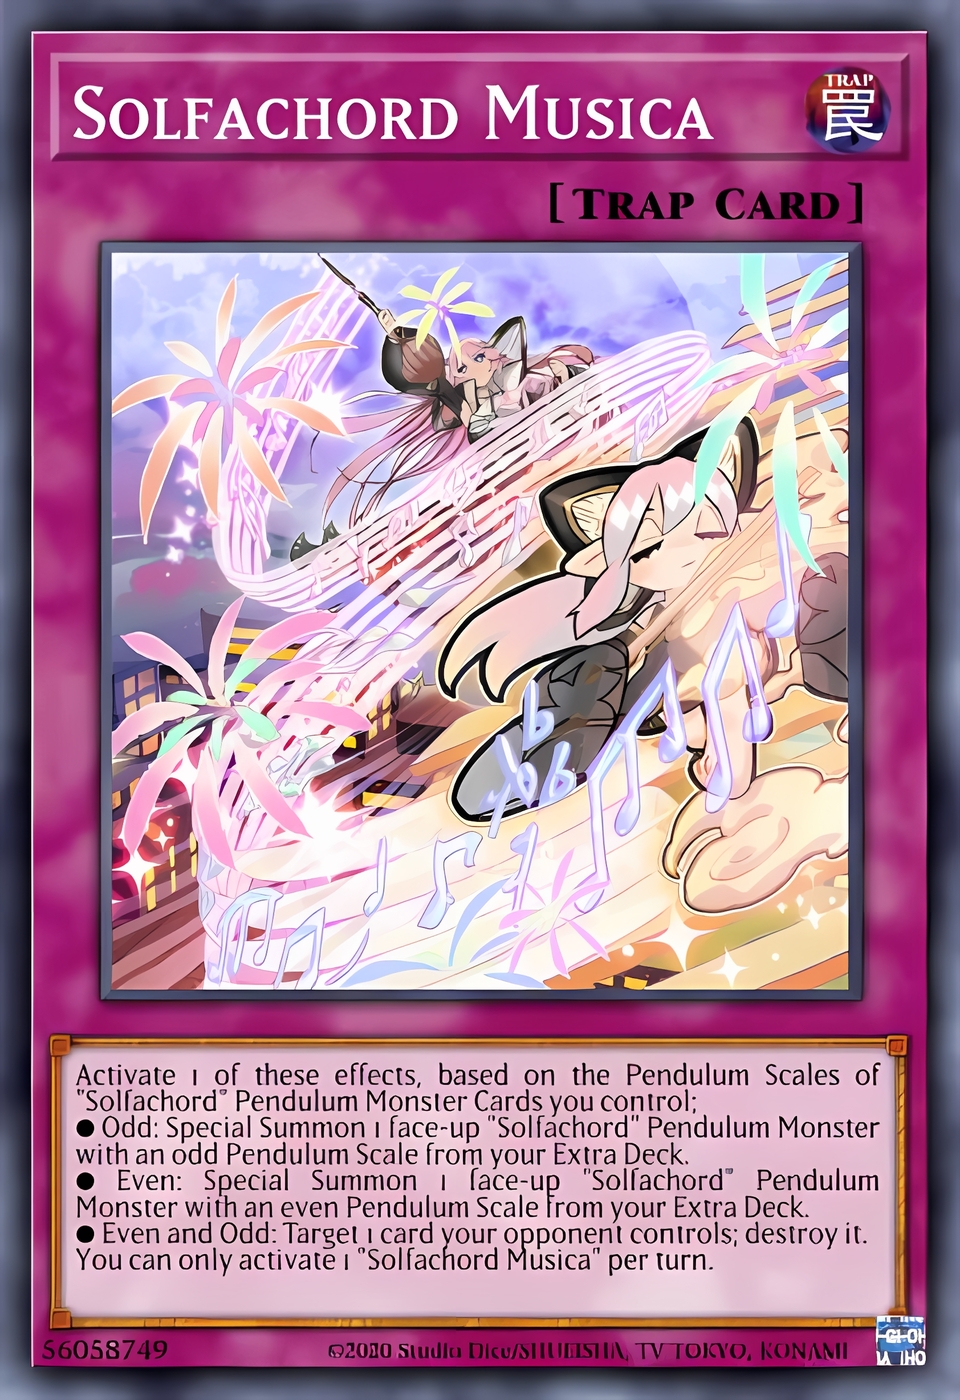 SOLFACHORD MUSICA
TRAP
罠
[TRAP CARD]
Activate 1 of these effects, based on the Pendulum Scales of
"Solfachord" Pendulum Monster Cards you control;
● Odd: Special Summon 1 face-up "Solfachord" Pendulum Monster
with an odd Pendulum Scale from your Extra Deck.
● Even: Special Summon 1 face-up "Solfachord" Pendulum
Monster with an even Pendulum Scale from your Extra Deck.
● Even and Odd: Target 1 card your opponent controls; destroy it.
You can only activate 1 "Solfachord Musica" per turn.
56058749
©2020 Studio Dice/SHUEISHA, TV TOKYO, KONAMI